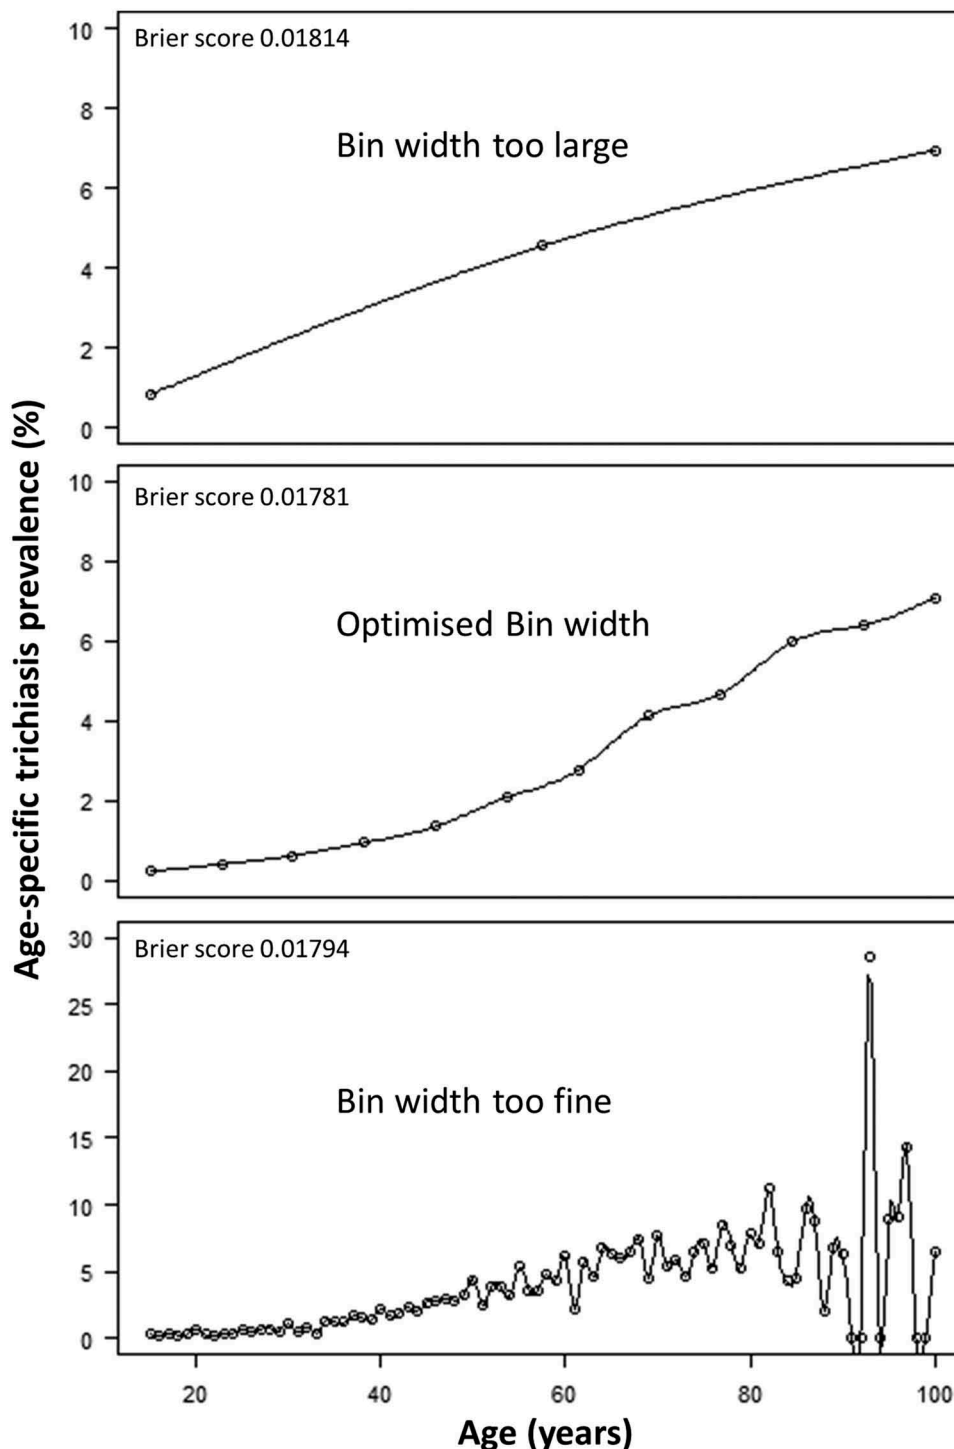 Age-specific trichiasis prevalence (%)
10
8
6
4
2
0
Brier score 0.01814
Bin width too large
10
8
6
4
2
0
Brier score 0.01781
Optimised Bin width
30
25
20
15
10
5
0
Brier score 0.01794
Bin width too fine
20 40 60 80 100
Age (years)